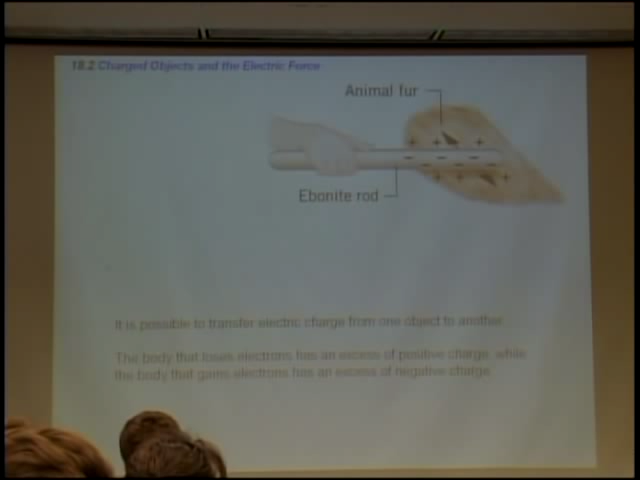 18.2 Charged Objects and the Electric Force
Animal fur
Ebonite rod
It is possible to transfer electric charge from one object to another.
The body that loses electrons has an excess of positive charge, while
the body that gains electrons has an excess of negative charge.